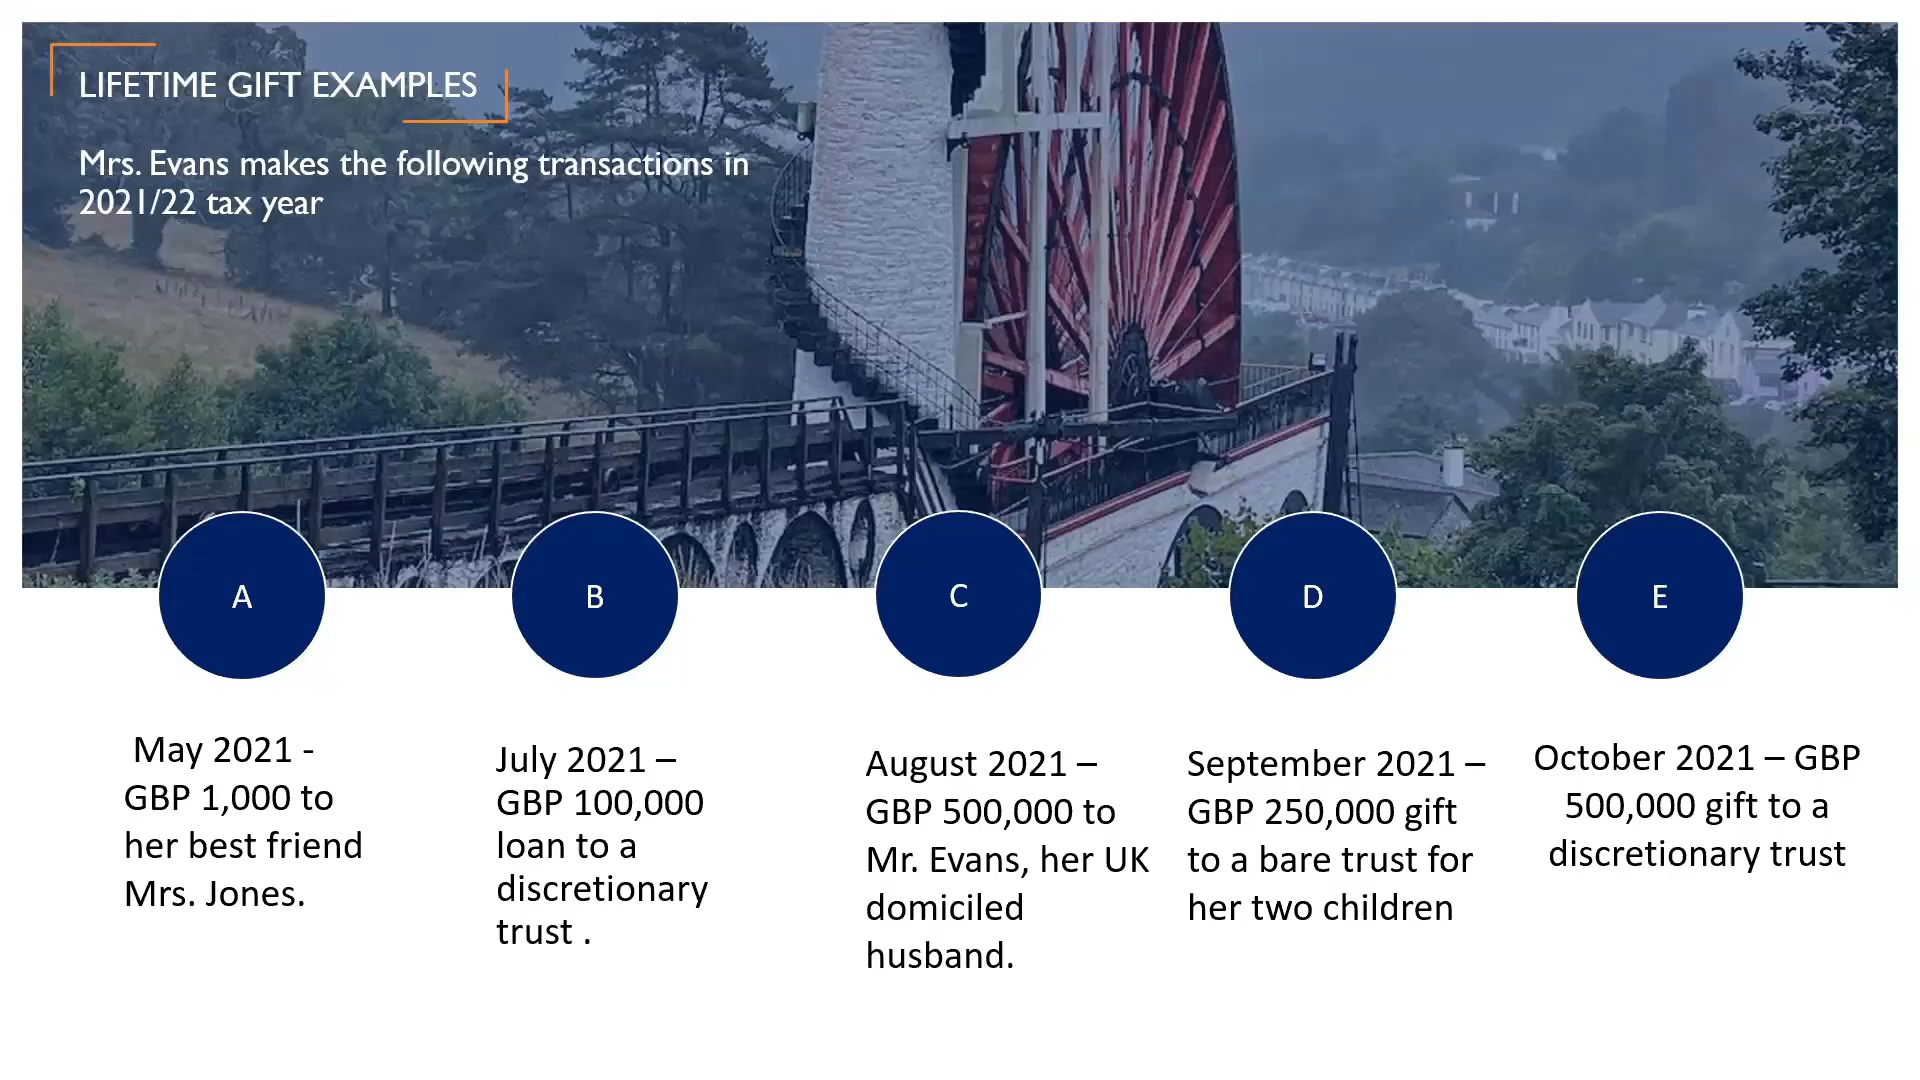 LIFETIME GIFT EXAMPLES
Mrs. Evans makes the following transactions in
2021/22 tax year
A
B
C
D
E
May 2021 -
GBP 1,000 to
her best friend
Mrs. Jones.
July 2021 –
GBP 100,000
loan to a
discretionary
trust .
August 2021 –
GBP 500,000 to
Mr. Evans, her UK
domiciled
husband.
September 2021 –
GBP 250,000 gift
to a bare trust for
her two children
October 2021 – GBP
500,000 gift to a
discretionary trust